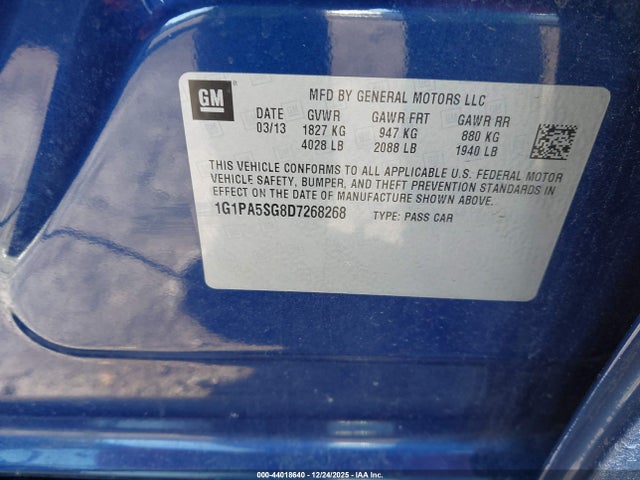 GM
MFD BY GENERAL MOTORS LLC
DATE GVWR GAWR FRT GAWR RR
03/13 1827 KG 947 KG 880 KG
4028 LB 2088 LB 1940 LB
THIS VEHICLE CONFORMS TO ALL APPLICABLE U.S. FEDERAL MOTOR
VEHICLE SAFETY, BUMPER, AND THEFT PREVENTION STANDARDS IN
EFFECT ON THE DATE OF MANUFACTURE SHOWN ABOVE.
1G1PA5SG8D7268268 TYPE: PASS CAR
000-44018640 - 12/24/2025 - IAA, Inc.